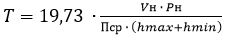 T = 19,73 · Vн · Pн / Пср · (hmax+hmin)